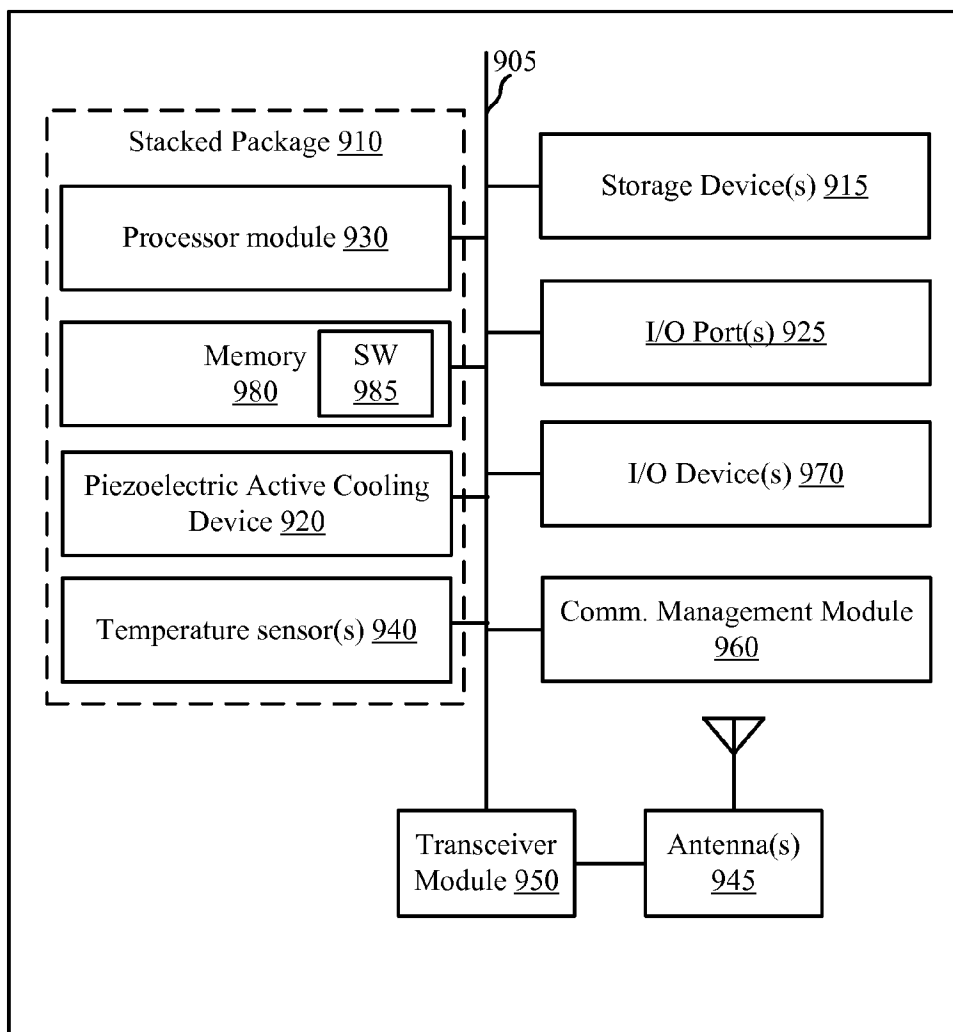 905
Stacked Package 910
Processor module 930
Memory
980
SW
985
Piezoelectric Active Cooling
Device 920
Temperature sensor(s) 940
Storage Device(s) 915
I/O Port(s) 925
I/O Device(s) 970
Comm. Management Module
960
Transceiver
Module 950
Antenna(s)
945